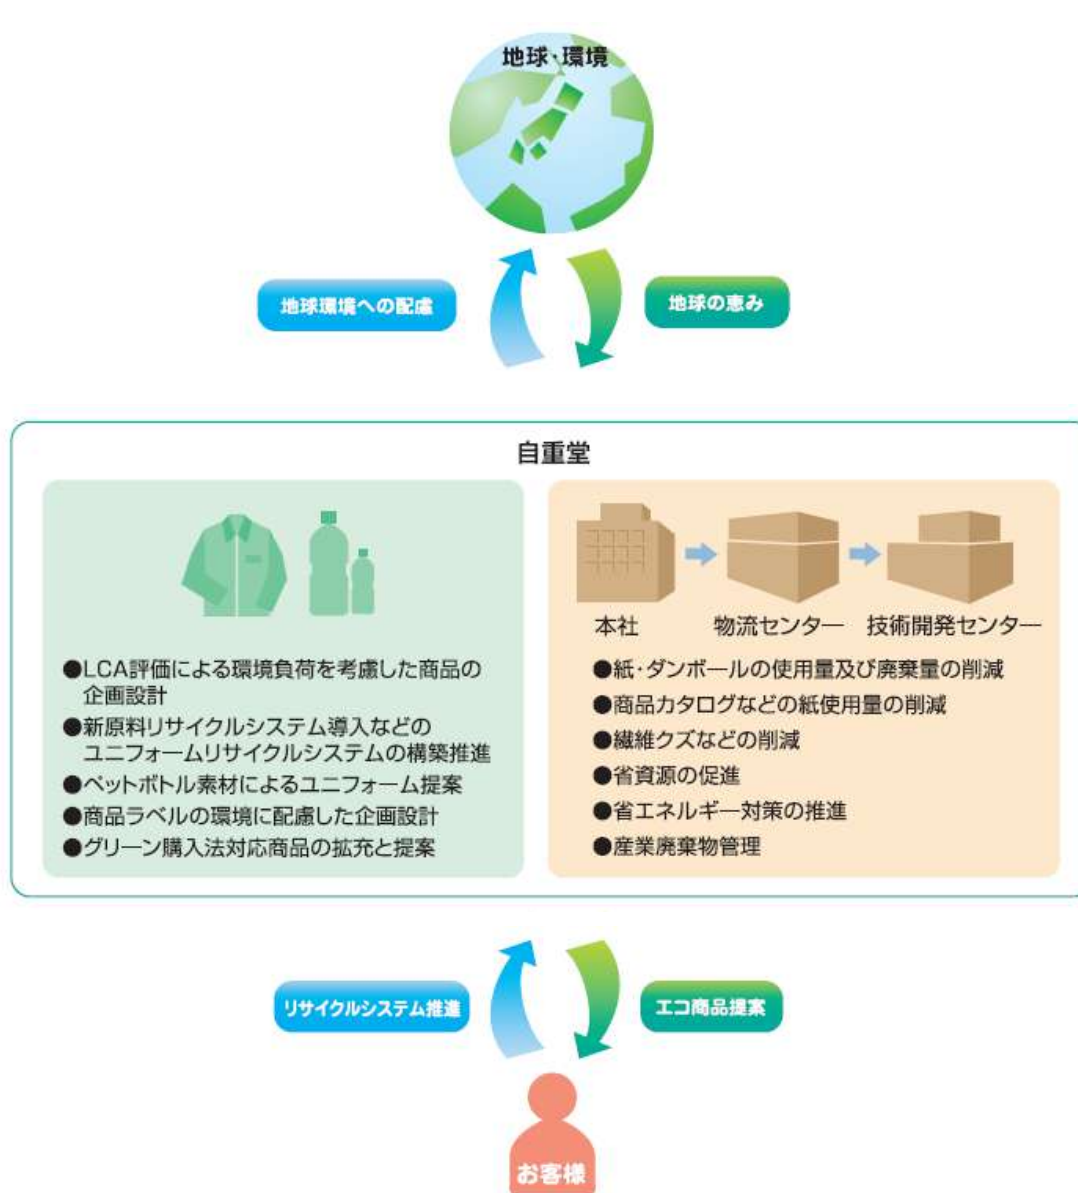 地球・環境
地球環境への配慮
地球の恵み
自重堂
●LCA評価による環境負荷を考慮した商品の
企画設計
●新原料リサイクルシステム導入などの
ユニフォームリサイクルシステムの構築推進
●ペットボトル素材によるユニフォーム提案
●商品ラベルの環境に配慮した企画設計
●グリーン購入法対応商品の拡充と提案
本社
物流センター
技術開発センター
●紙・ダンボールの使用量及び廃棄量の削減
●商品カタログなどの紙使用量の削減
●繊維クズなどの削減
●省資源の促進
●省エネルギー対策の推進
●産業廃棄物管理
リサイクルシステム推進
エコ商品提案
お客様